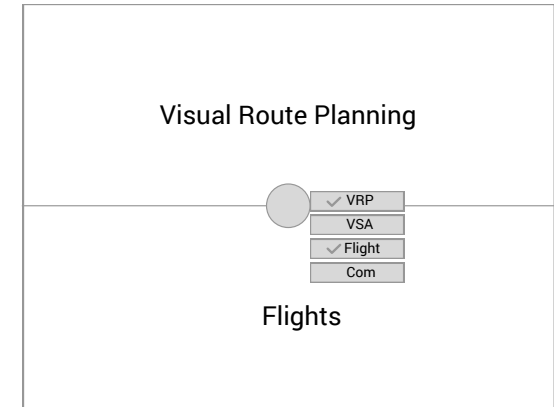 Visual Route Planning
VRP
VSA
Flight
Com
Flights